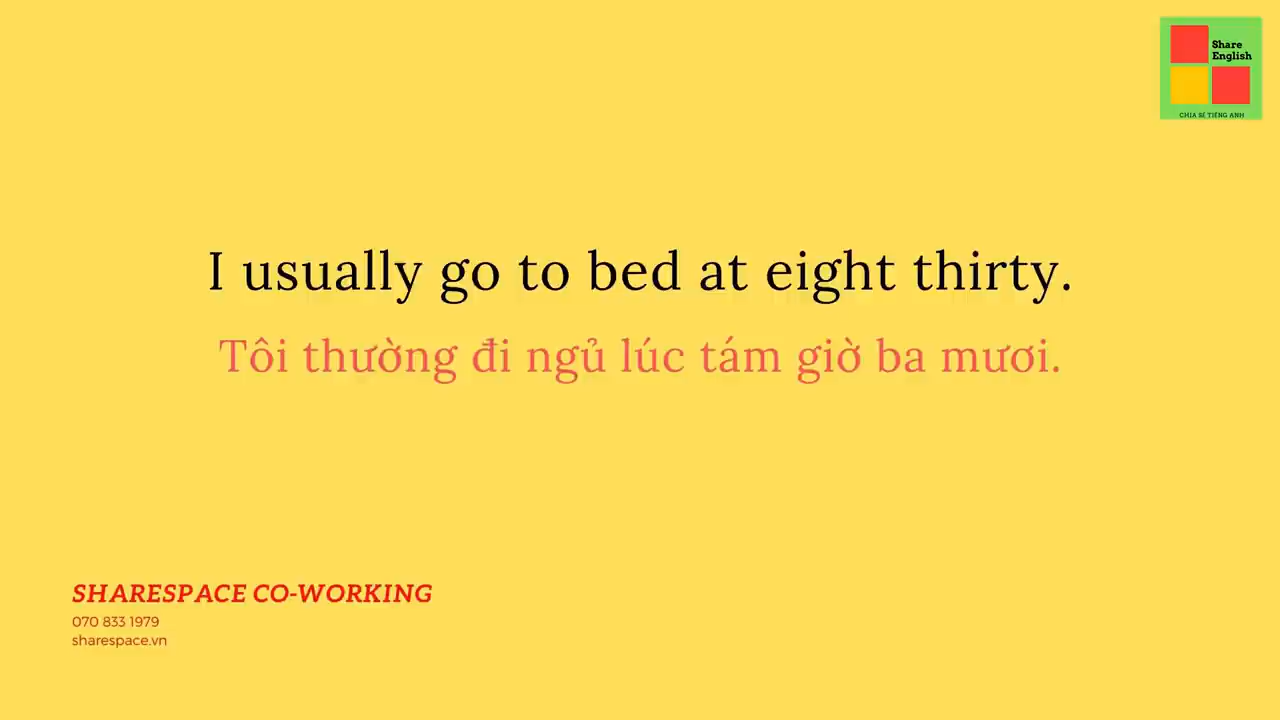 Share
English
CHIA SẺ TIẾNG ANH
I usually go to bed at eight thirty.
Tôi thường đi ngủ lúc tám giờ ba mươi.
SHARESPACE CO-WORKING
070 833 1979
sharespace.vn